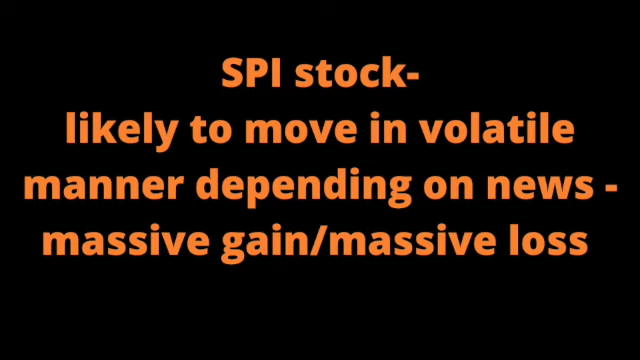 SPI stock-
likely to move in volatile
manner depending on news -
massive gain/massive loss